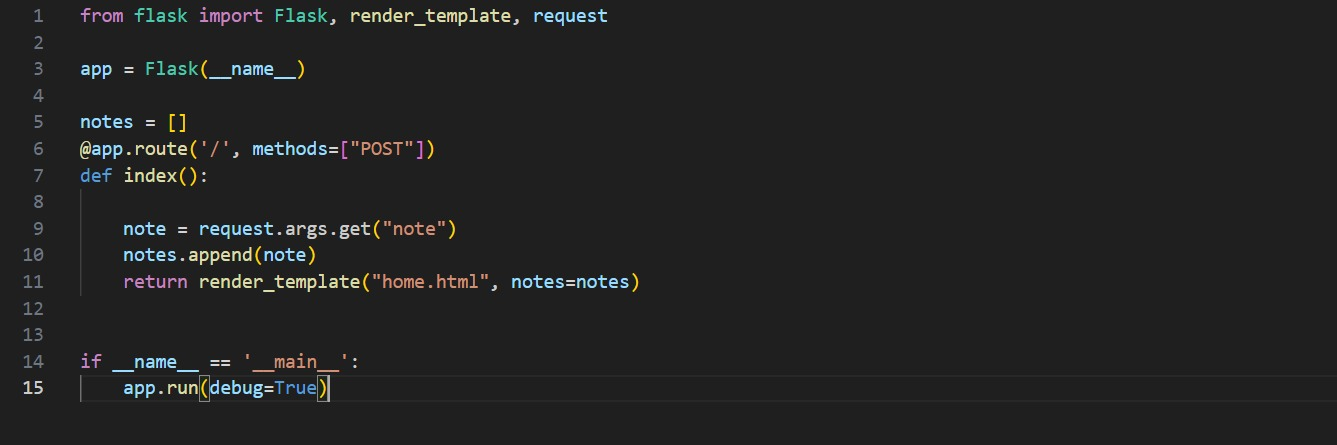 1 from flask import Flask, render_template, request
2
3 app = Flask(__name__)
4
5 notes = []
6 @app.route('/', methods=["POST"])
7 def index():
8
9     note = request.args.get("note")
10     notes.append(note)
11     return render_template("home.html", notes=notes)
12
13
14 if __name__ == '__main__':
15     app.run(debug=True)